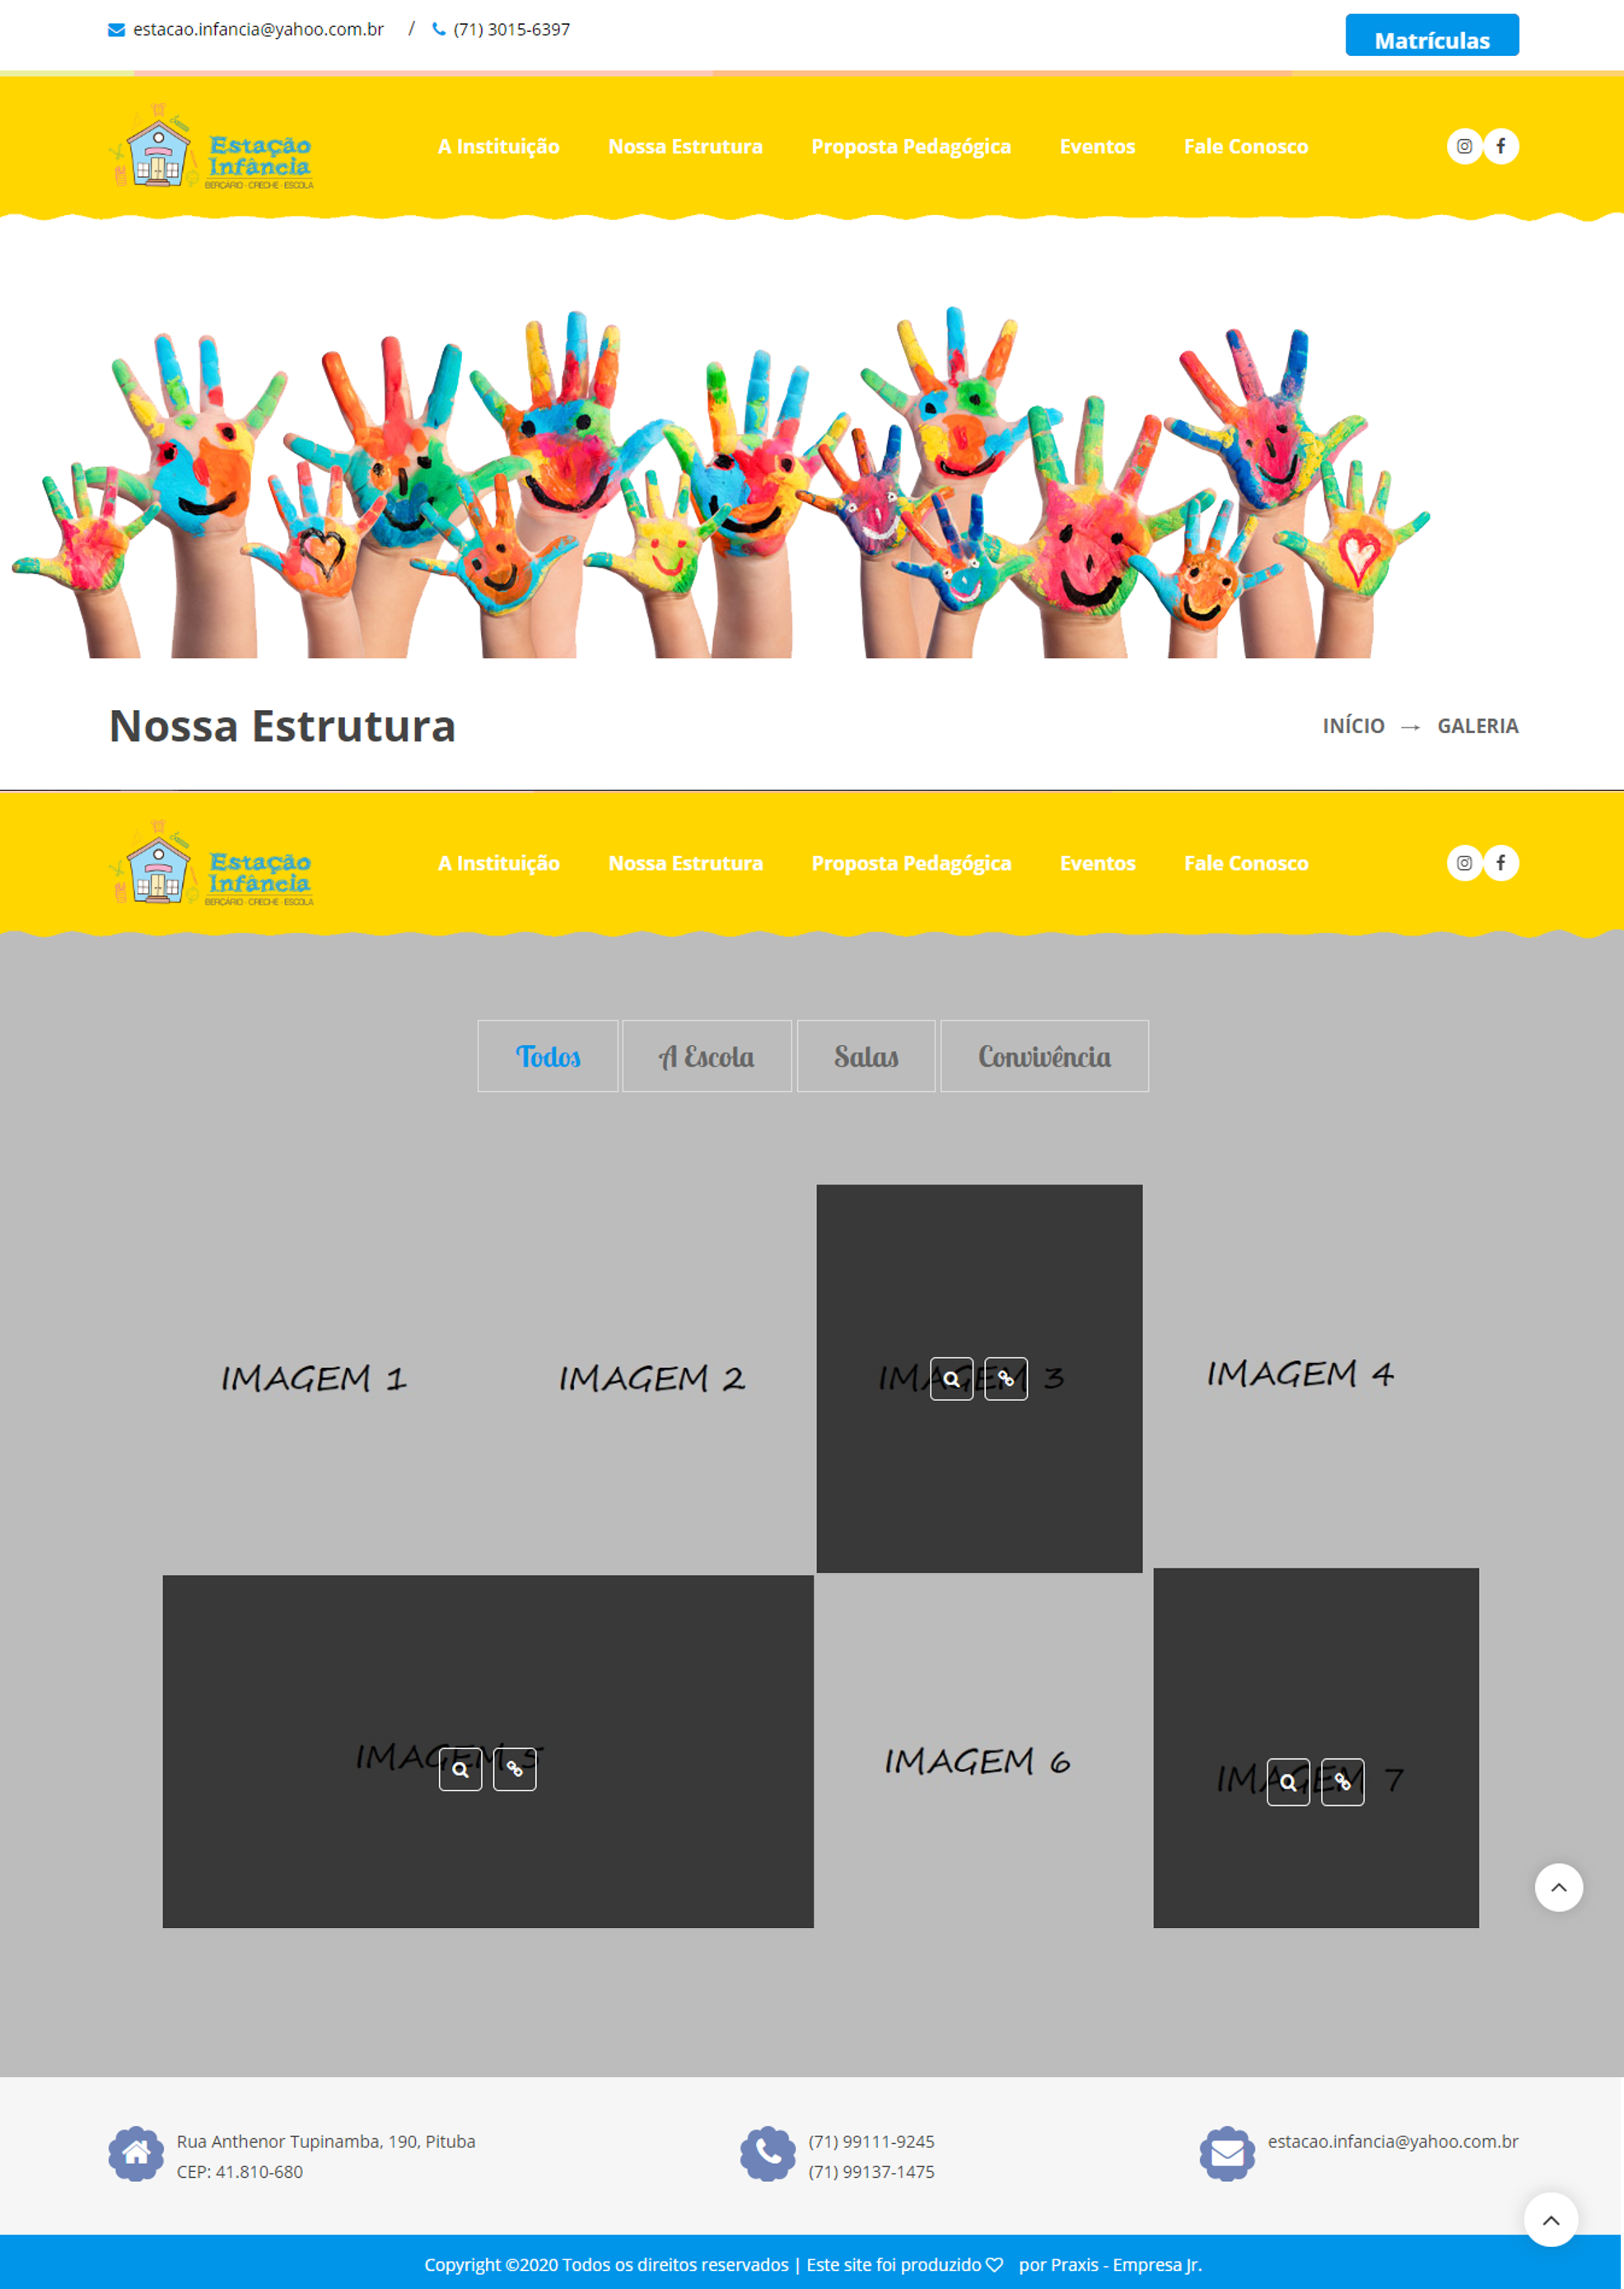 estacao.infancia@yahoo.com.br / (71) 3015-6397
Matrículas
Estação
Infância
BERÇÁRIO · CRECHE · ESCOLA
A Instituição Nossa Estrutura Proposta Pedagógica Eventos Fale Conosco
Nossa Estrutura
INÍCIO → GALERIA
Estação
Infância
BERÇÁRIO · CRECHE · ESCOLA
A Instituição Nossa Estrutura Proposta Pedagógica Eventos Fale Conosco
Todos A Escola Salas Convivência
IMAGEM 1 IMAGEM 2 IMAGEM 3 IMAGEM 4
IMAGEM 5 IMAGEM 6 IMAGEM 7
Rua Anthenor Tupinamba, 190, Pituba
CEP: 41.810-680
(71) 99111-9245
(71) 99137-1475
estacao.infancia@yahoo.com.br
Copyright ©2020 Todos os direitos reservados | Este site foi produzido ♡ por Praxis - Empresa Jr.